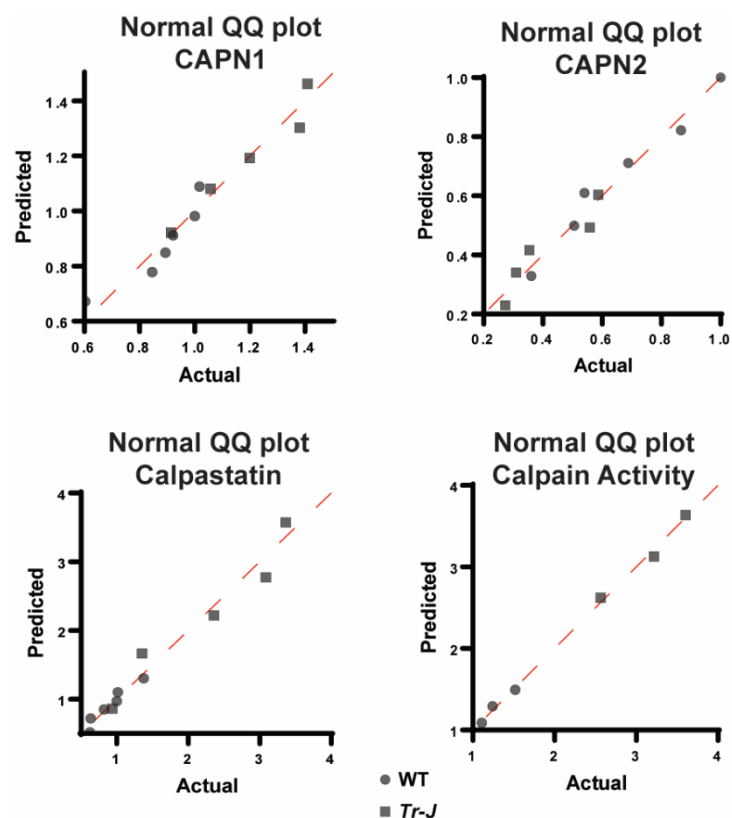 Normal QQ plot
CAPN1
Predicted
1.4
1.2
1.0
0.8
0.6
0.6 0.8 1.0 1.2 1.4
Actual
Normal QQ plot
CAPN2
Predicted
1.0
0.8
0.6
0.4
0.2
0.2 0.4 0.6 0.8 1.0
Actual
Normal QQ plot
Calpastatin
Predicted
4
3
2
1
1 2 3 4
Actual
Normal QQ plot
Calpain Activity
Predicted
4
3
2
1
1 2 3 4
Actual
WT
Tr-J